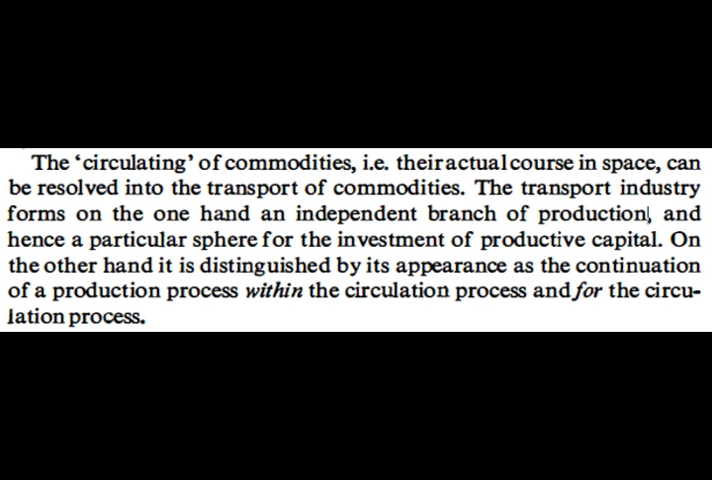 The ‘circulating’ of commodities, i.e. their actual course in space, can
be resolved into the transport of commodities. The transport industry
forms on the one hand an independent branch of production, and
hence a particular sphere for the investment of productive capital. On
the other hand it is distinguished by its appearance as the continuation
of a production process within the circulation process and for the circu-
lation process.